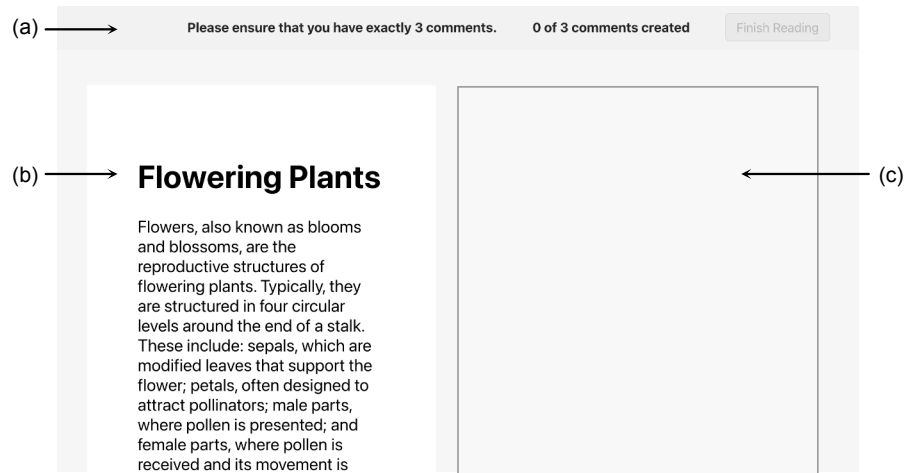 (a)
Please ensure that you have exactly 3 comments.
0 of 3 comments created
Finish Reading
(b)
Flowering Plants
(c)
Flowers, also known as blooms
and blossoms, are the
reproductive structures of
flowering plants. Typically, they
are structured in four circular
levels around the end of a stalk.
These include: sepals, which are
modified leaves that support the
flower; petals, often designed to
attract pollinators; male parts,
where pollen is presented; and
female parts, where pollen is
received and its movement is